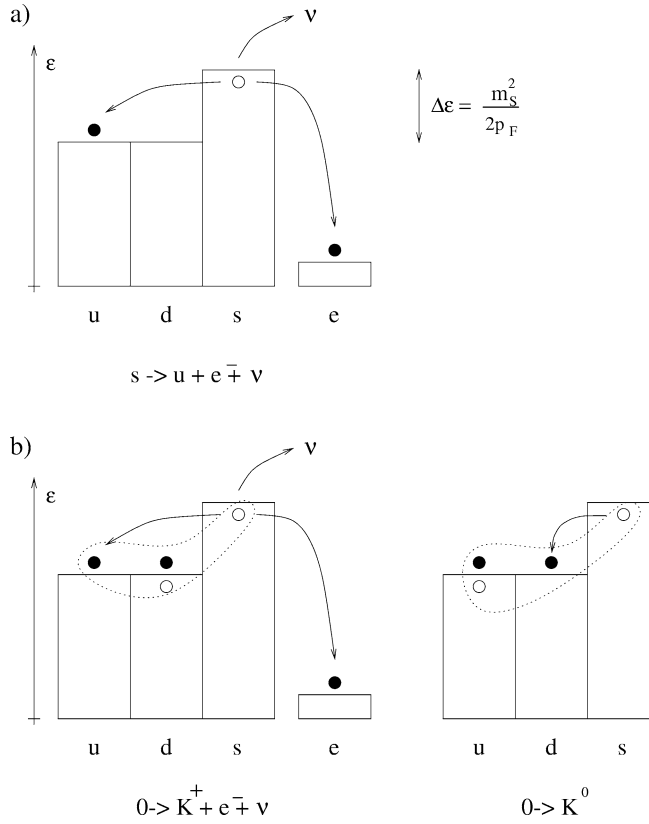 a)
ν
ε
Δε = m_S^2 / 2p_F
u d s e
s -> u + e^- + ν
b)
ν
ε
u d s e u d s
0-> K^+ + e^- + ν 0-> K^0